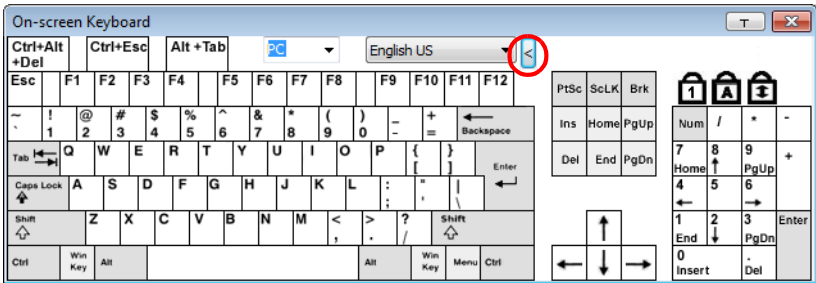 On-screen Keyboard T X
Ctrl+Alt +Del Ctrl+Esc Alt +Tab PC English US <
Esc F1 F2 F3 F4 F5 F6 F7 F8 F9 F10 F11 F12 PtSc ScLK Brk 1 A
~ ` ! 1 @ 2 # 3 $ 4 % 5 ^ 6 & 7 * 8 ( 9 ) 0 _ - + = Backspace Ins Home PgUp Num / * -
Tab Q W E R T Y U I O P { [ } ] Enter Del End PgDn 7 Home 8 9 PgUp +
Caps Lock A S D F G H J K L : ; " ' | \ 4 5 6
Shift Z X C V B N M < , > . ? / Shift 1 End 2 3 PgDn Enter
Ctrl Win Key Alt Alt Win Key Menu Ctrl 0 Insert . Del